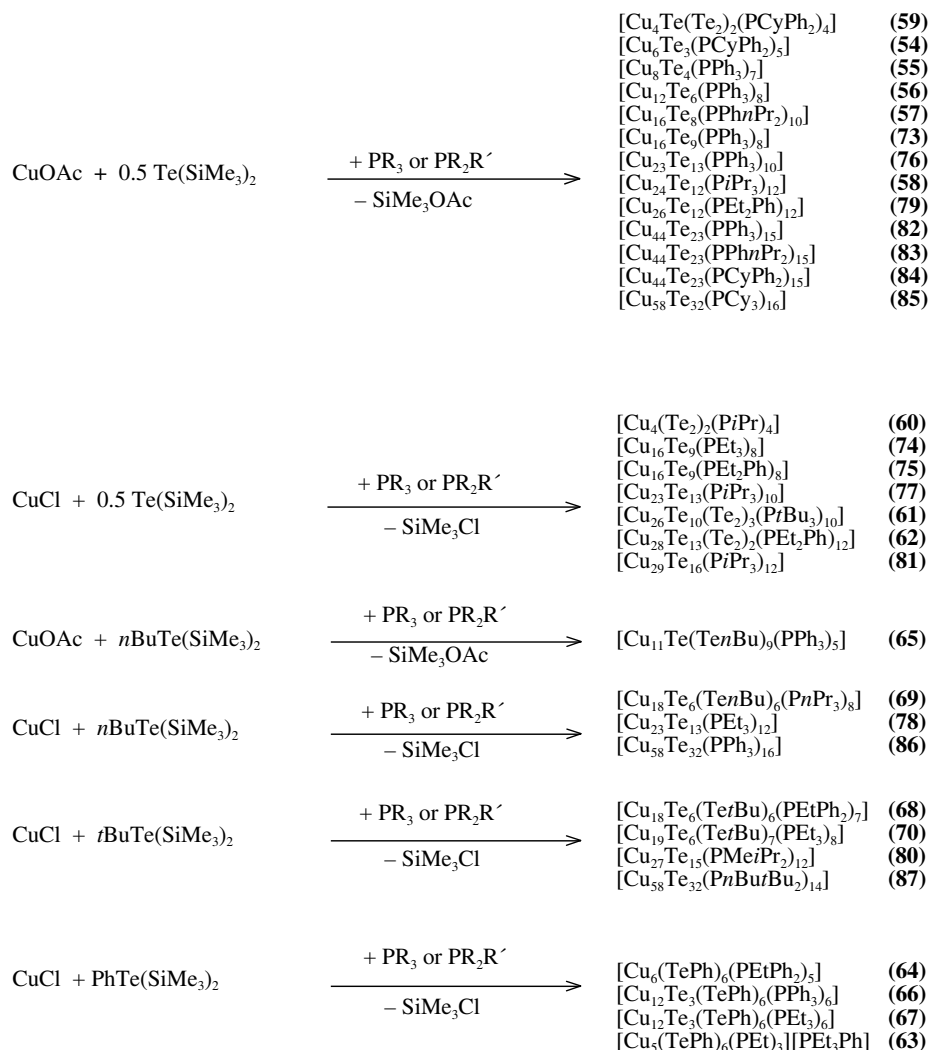 [Cu₄Te(Te₂)₂(PCyPh₂)₄] (59)
[Cu₆Te₃(PCyPh₂)₅] (54)
[Cu₈Te₄(PPh₃)₇] (55)
[Cu₁₂Te₆(PPh₃)₈] (56)
[Cu₁₆Te₈(PPhnPr₂)₁₀] (57)
[Cu₁₆Te₉(PPh₃)₈] (73)
[Cu₂₃Te₁₃(PPh₃)₁₀] (76)
[Cu₂₄Te₁₂(PiPr₃)₁₂] (58)
[Cu₂₆Te₁₂(PEt₂Ph)₁₂] (79)
[Cu₄₄Te₂₃(PPh₃)₁₅] (82)
[Cu₄₄Te₂₃(PPhnPr₂)₁₅] (83)
[Cu₄₄Te₂₃(PCyPh₂)₁₅] (84)
[Cu₅₈Te₃₂(PCy₃)₁₆] (85)
CuOAc + 0.5 Te(SiMe₃)₂
+ PR₃ or PR₂R´
– SiMe₃OAc
[Cu₄(Te₂)₂(PiPr)₄] (60)
[Cu₁₆Te₉(PEt₃)₈] (74)
[Cu₁₆Te₉(PEt₂Ph)₈] (75)
[Cu₂₃Te₁₃(PiPr₃)₁₀] (77)
[Cu₂₆Te₁₀(Te₂)₃(PtBu₃)₁₀] (61)
[Cu₂₈Te₁₃(Te₂)₂(PEt₂Ph)₁₂] (62)
[Cu₂₉Te₁₆(PiPr₃)₁₂] (81)
CuCl + 0.5 Te(SiMe₃)₂
+ PR₃ or PR₂R´
– SiMe₃Cl
CuOAc + nBuTe(SiMe₃)₂
+ PR₃ or PR₂R´
– SiMe₃OAc
[Cu₁₁Te(TenBu)₉(PPh₃)₅] (65)
CuCl + nBuTe(SiMe₃)₂
+ PR₃ or PR₂R´
– SiMe₃Cl
[Cu₁₈Te₆(TenBu)₆(PnPr₃)₈] (69)
[Cu₂₃Te₁₃(PEt₃)₁₂] (78)
[Cu₅₈Te₃₂(PPh₃)₁₆] (86)
CuCl + tBuTe(SiMe₃)₂
+ PR₃ or PR₂R´
– SiMe₃Cl
[Cu₁₈Te₆(TetBu)₆(PEtPh₂)₇] (68)
[Cu₁₉Te₆(TetBu)₇(PEt₃)₈] (70)
[Cu₂₇Te₁₅(PMeiPr₂)₁₂] (80)
[Cu₅₈Te₃₂(PnButBu₂)₁₄] (87)
CuCl + PhTe(SiMe₃)₂
+ PR₃ or PR₂R´
– SiMe₃Cl
[Cu₆(TePh)₆(PEtPh₂)₅] (64)
[Cu₁₂Te₃(TePh)₆(PPh₃)₆] (66)
[Cu₁₂Te₃(TePh)₆(PEt₃)₆] (67)
[Cu₅(TePh)₆(PEt)₃][PEt₃Ph] (63)